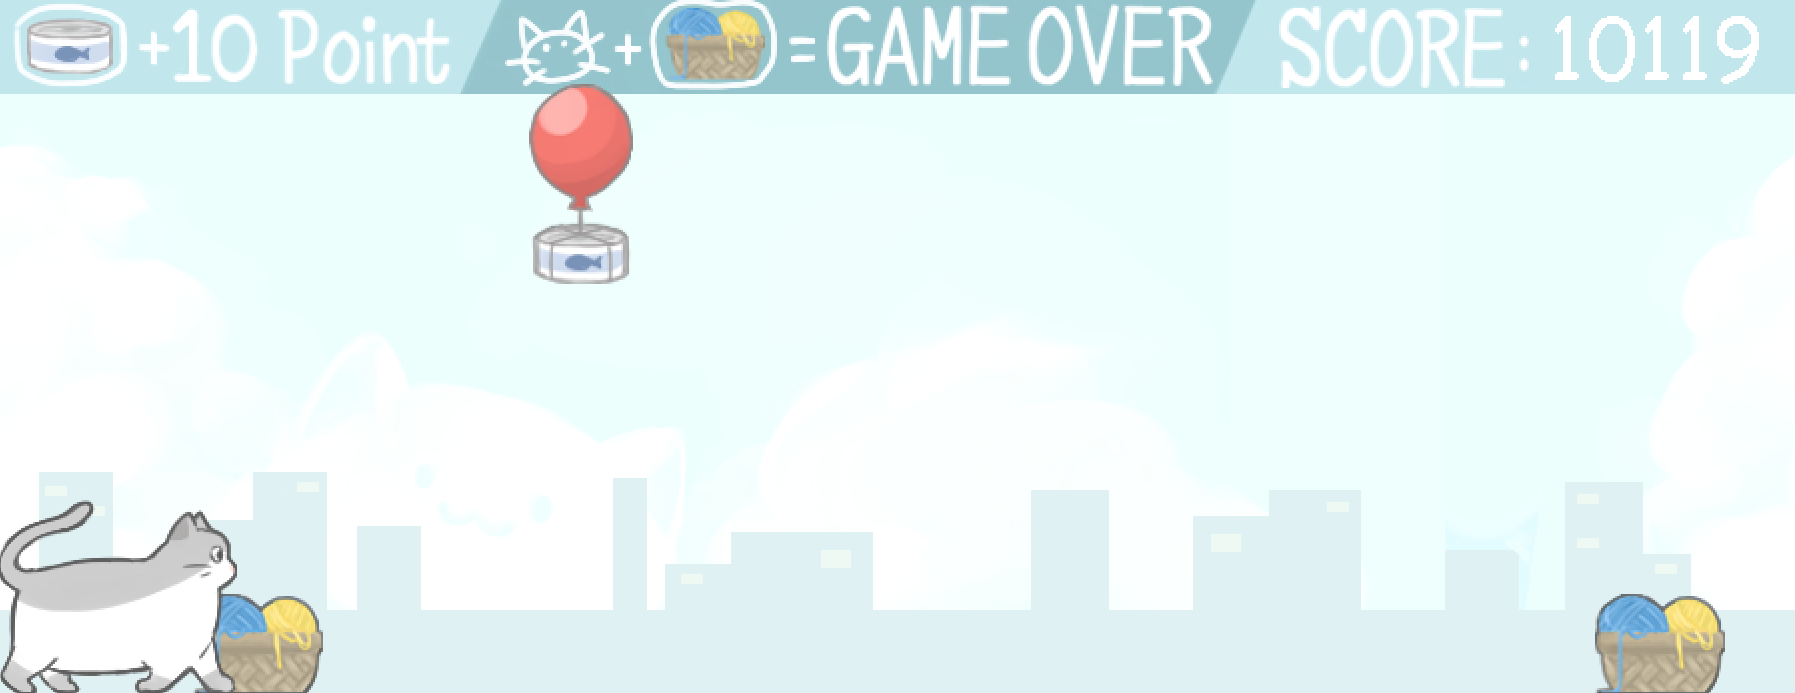 +10 Point + = GAME OVER SCORE: 10119